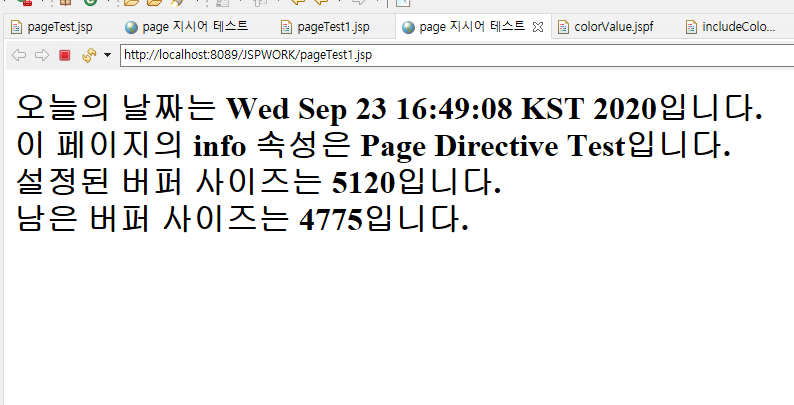 pageTest.jsp page 지시어 테스트 pageTest1.jsp page 지시어 테스트 colorValue.jspf includeColo...
http://localhost:8089/JSPWORK/pageTest1.jsp
오늘의 날짜는 Wed Sep 23 16:49:08 KST 2020입니다.
이 페이지의 info 속성은 Page Directive Test입니다.
설정된 버퍼 사이즈는 5120입니다.
남은 버퍼 사이즈는 4775입니다.